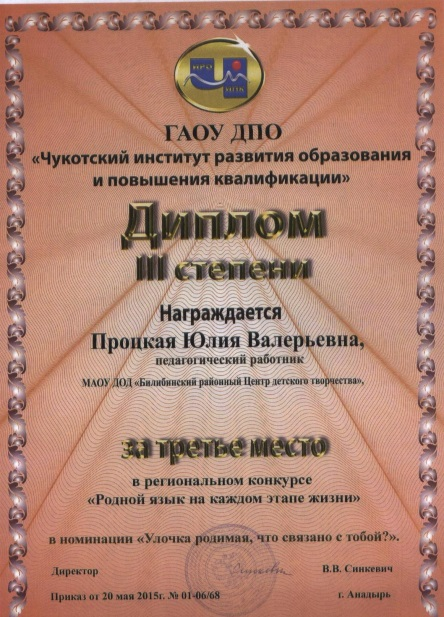 ИРО
ИПК
ГАОУ ДПО
«Чукотский институт развития образования
и повышения квалификации»
Диплом
III степени
Награждается
Процкая Юлия Валерьевна,
педагогический работник
МАОУ ДОД «Билибинский районный Центр детского творчества»,
за третье место
в региональном конкурсе
«Родной язык на каждом этапе жизни»
в номинации «Улочка родимая, что связано с тобой?».
Директор В.В. Синкевич
Приказ от 20 мая 2015г. № 01-06/68 г. Анадырь